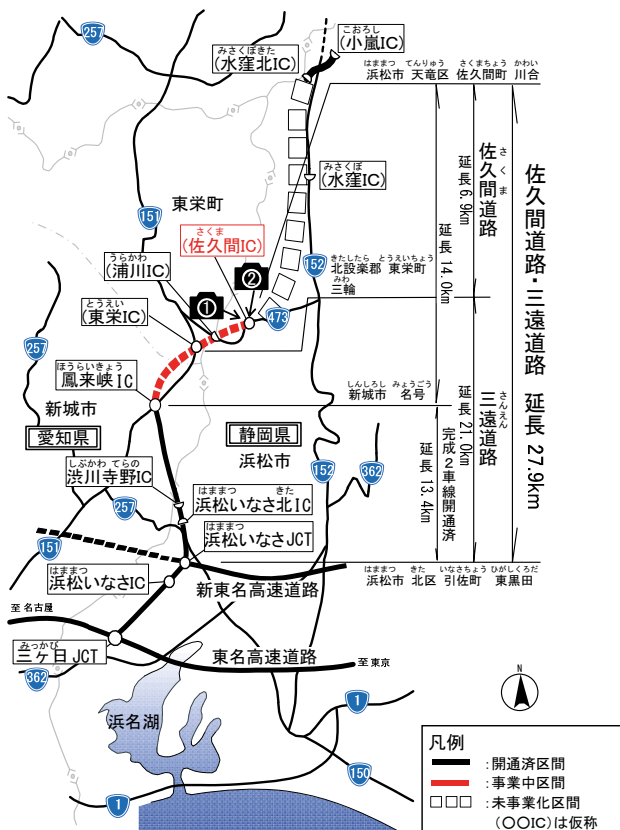 257
こおろし
(小嵐IC)
みさくぼきた
(水窪北IC)
はままつ てんりゅう さくまちょう かわい
浜松市 天竜区 佐久間町 川合
みさくぼ
(水窪IC)
東栄町
151
さくま
(佐久間IC)
うらかわ
(浦川IC)
❶
❷
152
473
とうえい
(東栄IC)
きたしたら とうえいちょう
北設楽郡 東栄町
みわ
三輪
さくま
佐久間道路
延長 6.9km
延長 14.0km
佐久間道路・三遠道路 延長 27.9km
257
ほうらいきょう
鳳来峡IC
しんしろし みょうごう
新城市 名号
新城市
愛知県
静岡県
浜松市
さんえん
三遠道路
延長 21.0km
完成2車線開通済
延長 13.4km
152
362
しぶかわ てらの
渋川寺野IC
257
はままつ きた
浜松いなさ北IC
はままつ
浜松いなさJCT
151
はままつ
浜松いなさIC
新東名高速道路
はままつ きた いなさちょう ひがしくろだ
浜松市 北区 引佐町 東黒田
至 名古屋
みっかび
三ヶ日JCT
東名高速道路
至 東京
362
浜名湖
1
150
1
N
凡例
:開通済区間
:事業中区間
:未事業化区間
(〇〇IC)は仮称